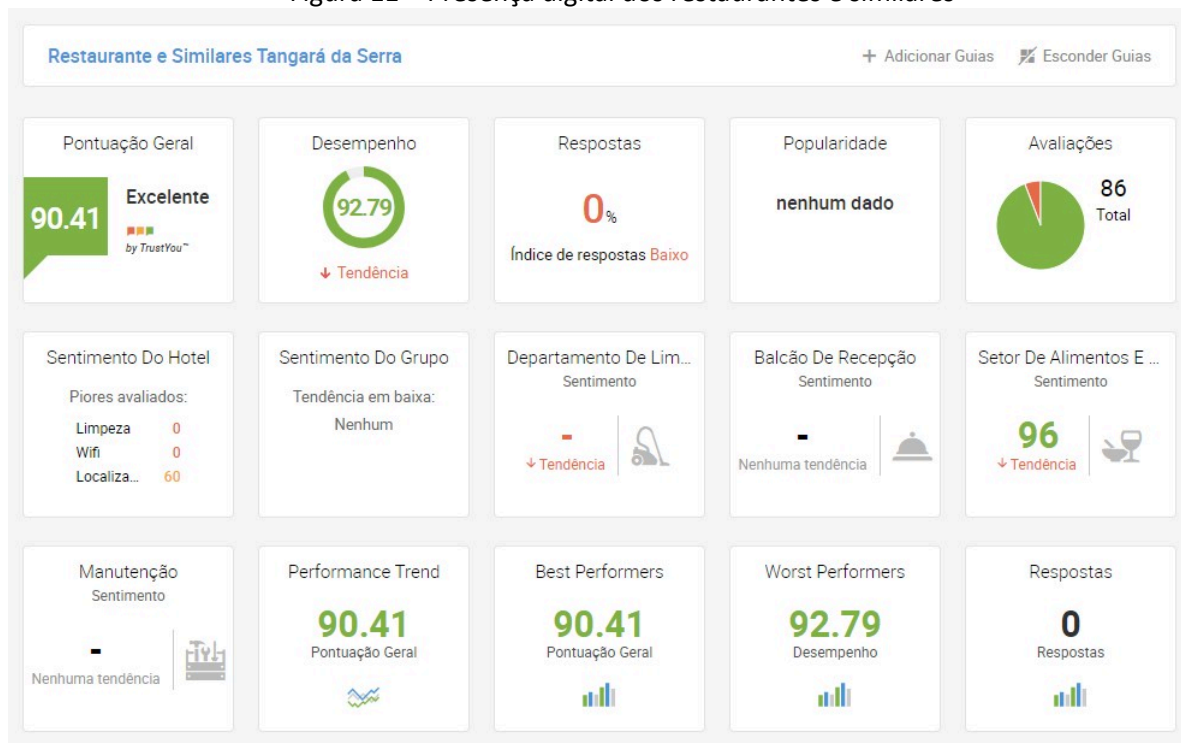 Restaurante e Similares Tangará da Serra
+ Adicionar Guias
Esconder Guias
Pontuação Geral
90.41
Excelente
by TrustYou™
Desempenho
92.79
↓ Tendência
Respostas
0%
Índice de respostas Baixo
Popularidade
nenhum dado
Avaliações
86
Total
Sentimento Do Hotel
Piores avaliados:
Limpeza 0
Wifi 0
Localiza... 60
Sentimento Do Grupo
Tendência em baixa:
Nenhum
Departamento De Lim...
Sentimento
-
↓ Tendência
Balcão De Recepção
Sentimento
-
Nenhuma tendência
Setor De Alimentos E ...
Sentimento
96
↓ Tendência
Manutenção
Sentimento
-
Nenhuma tendência
Performance Trend
90.41
Pontuação Geral
Best Performers
90.41
Pontuação Geral
Worst Performers
92.79
Desempenho
Respostas
0
Respostas